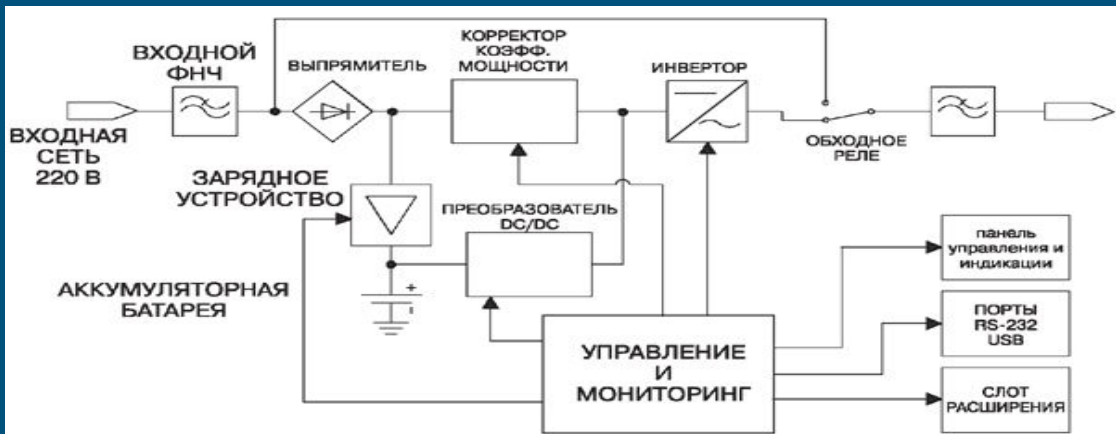 КОРРЕКТОР
КОЭФФ.
МОЩНОСТИ
ВХОДНОЙ
ФНЧ
ВЫПРЯМИТЕЛЬ
ИНВЕРТОР
ВХОДНАЯ
СЕТЬ
220 В
ОБХОДНОЕ
РЕЛЕ
ЗАРЯДНОЕ
УСТРОЙСТВО
ПРЕОБРАЗОВАТЕЛЬ
DC/DC
панель
управления и
индикации
АККУМУЛЯТОРНАЯ
БАТАРЕЯ
+
-
ПОРТЫ
RS-232
USB
УПРАВЛЕНИЕ
И
МОНИТОРИНГ
СЛОТ
РАСШИРЕНИЯ